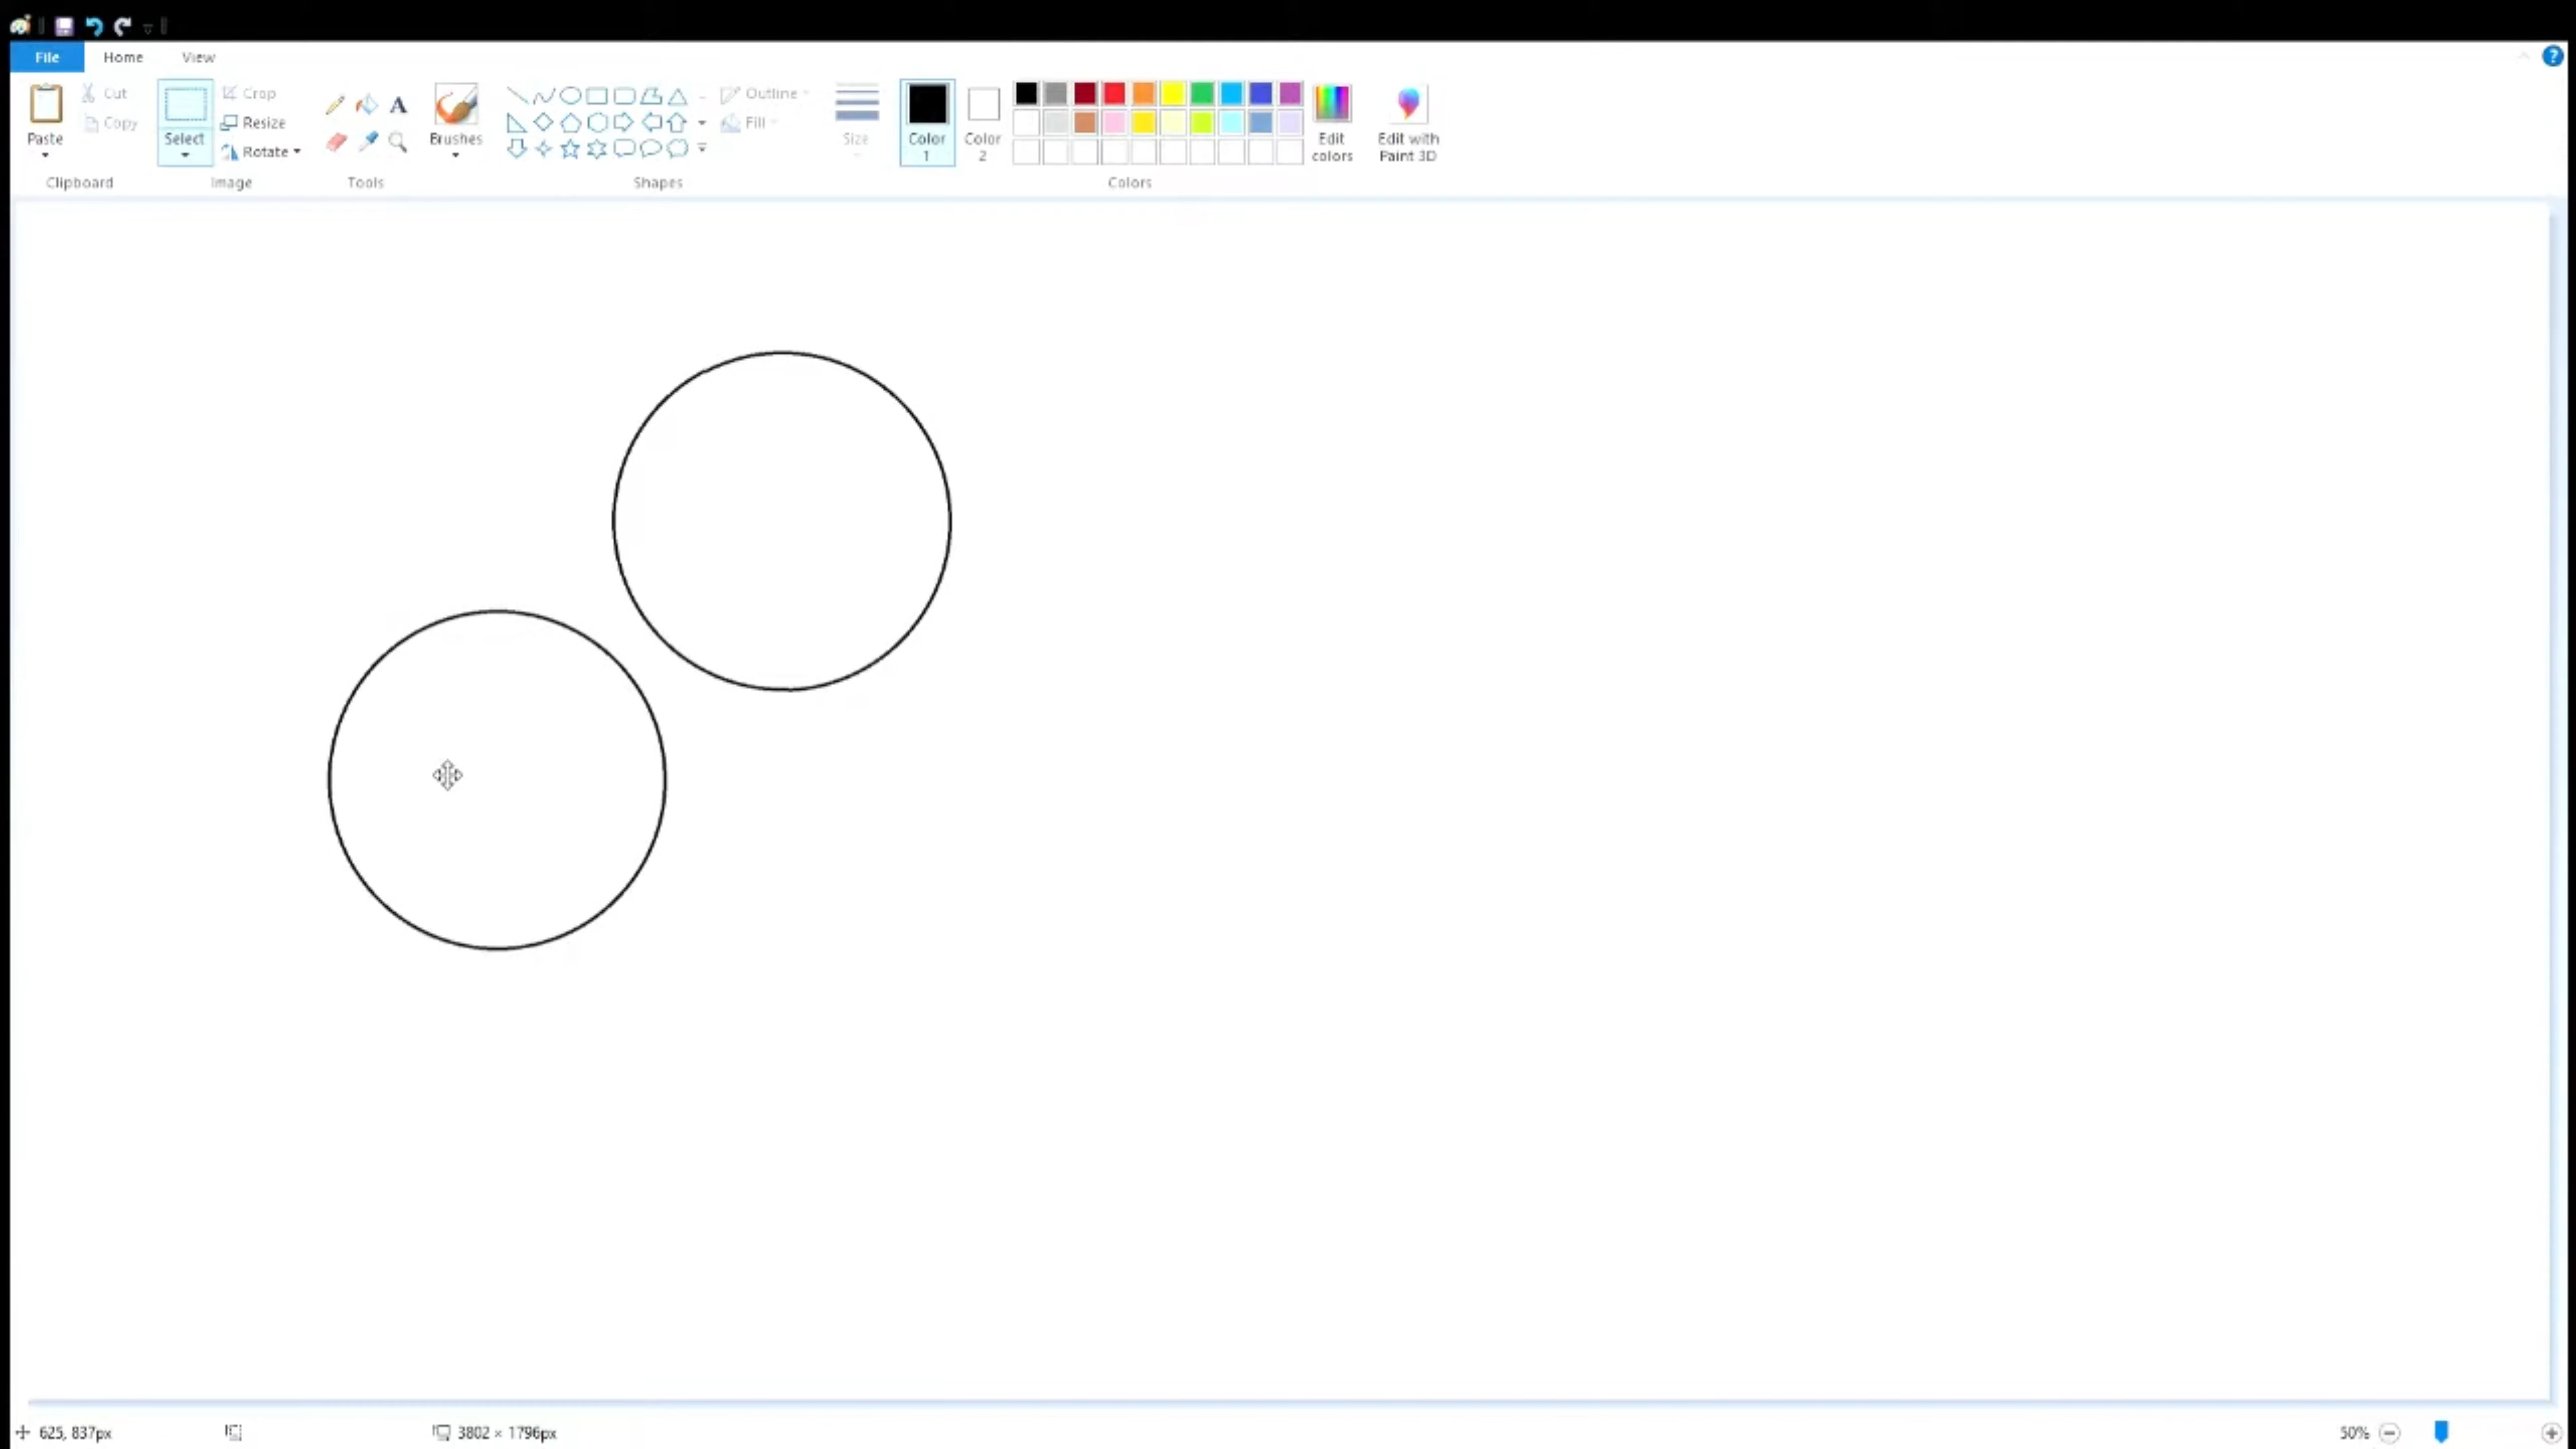 File Home View
Paste Cut Copy
Clipboard
Select Crop Resize Rotate
Image
A
Tools
Brushes
Outline
Fill
Shapes
Size
Color 1
Color 2
Edit colors
Colors
Edit with Paint 3D
?
625, 837px
3802 × 1796px
50%